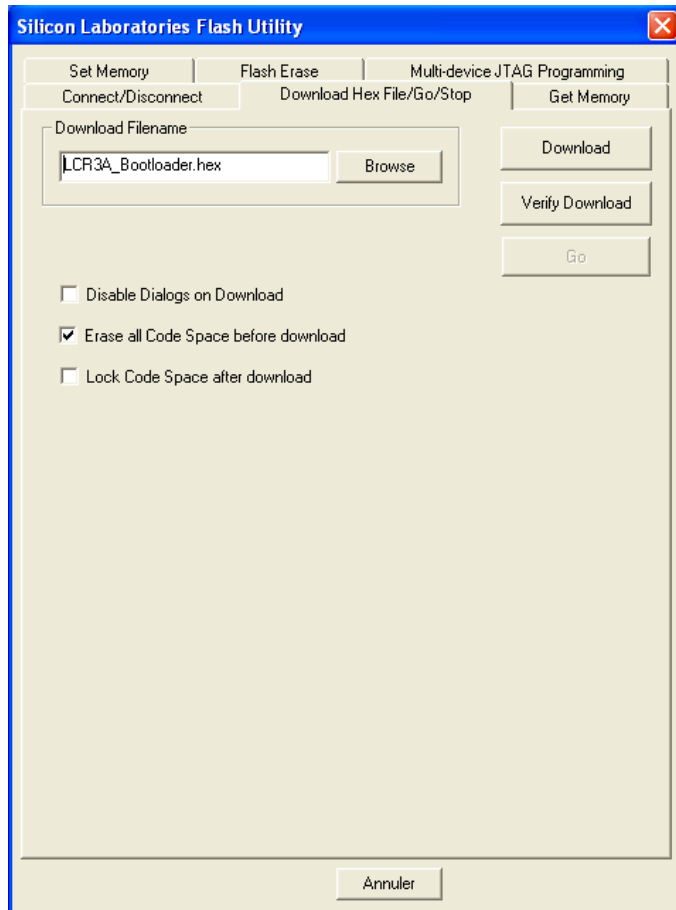 Silicon Laboratories Flash Utility
Set Memory
Flash Erase
Multi-device JTAG Programming
Connect/Disconnect
Download Hex File/Go/Stop
Get Memory
Download Filename
LCR3A_Bootloader.hex
Browse
Download
Verify Download
Go
Disable Dialogs on Download
Erase all Code Space before download
Lock Code Space after download
Annuler